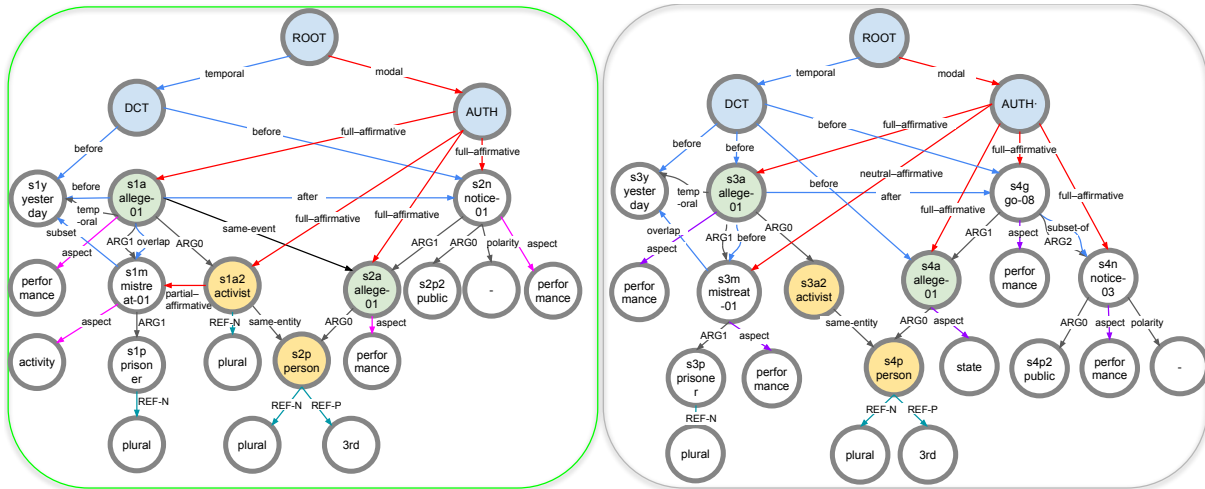 ROOT
temporal
modal
DCT
AUTH
before
before
full–affirmative
full–affirmative
s1y
yester
day
before
s1a
allege-
01
after
s2n
notice-
01
temp
-oral
subset
ARG1
overlap
ARG0
same-event
full–affirmative
full–affirmative
ARG1
ARG0
polarity
aspect
aspect
perfor
mance
s1m
mistre
at-01
partial–
affirmative
s1a2
activist
s2a
allege-
01
s2p2
public
-
perfor
mance
aspect
ARG1
REF-N
same-entity
ARG0
aspect
activity
s1p
prison
er
plural
s2p
person
perfor
mance
REF-N
REF-N
REF-P
plural
plural
3rd
ROOT
temporal
modal
DCT
AUTH·
before
before
before
full–affirmative
full–affirmative
neutral–affirmative
s3y
yester
day
temp
-oral
s3a
allege-
01
before
after
s4g
go-08
full–affirmative
full–affirmative
overlap
aspect
ARG1
before
ARG0
ARG1
aspect
subset-of
ARG2
perfor
mance
s3m
mistreat
-01
s3a2
activist
s4a
allege-
01
perfor
mance
s4n
notice-
03
ARG1
aspect
same-entity
ARG0
aspect
ARG0
aspect
polarity
s3p
prisone
r
perfor
mance
s4p
person
state
s4p2
public
perfor
mance
-
REF-N
REF-N
REF-P
plural
plural
3rd